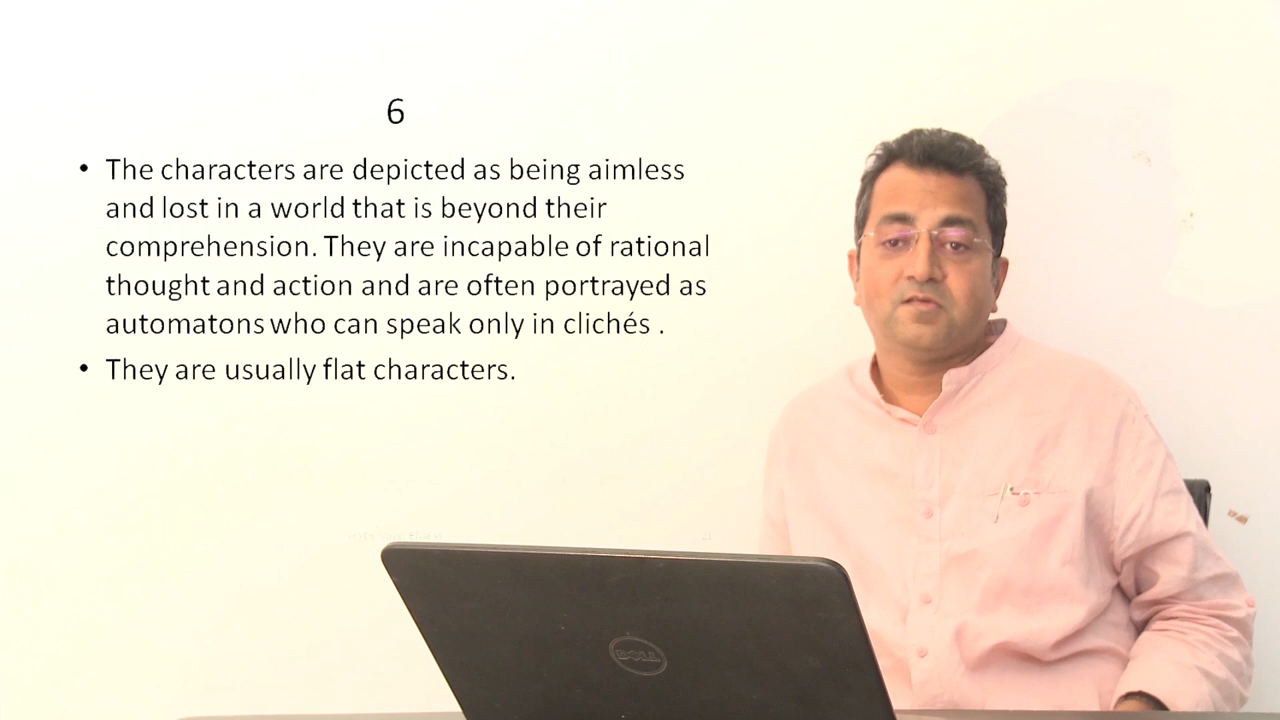 6
• The characters are depicted as being aimless
and lost in a world that is beyond their
comprehension. They are incapable of rational
thought and action and are often portrayed as
automatons who can speak only in clichés .
• They are usually flat characters.
21
DELL